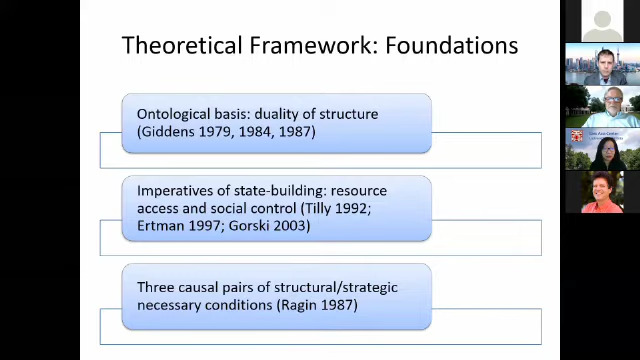 Theoretical Framework: Foundations
Ontological basis: duality of structure
(Giddens 1979, 1984, 1987)
Imperatives of state-building: resource
access and social control (Tilly 1992;
Ertman 1997; Gorski 2003)
Three causal pairs of structural/strategic
necessary conditions (Ragin 1987)